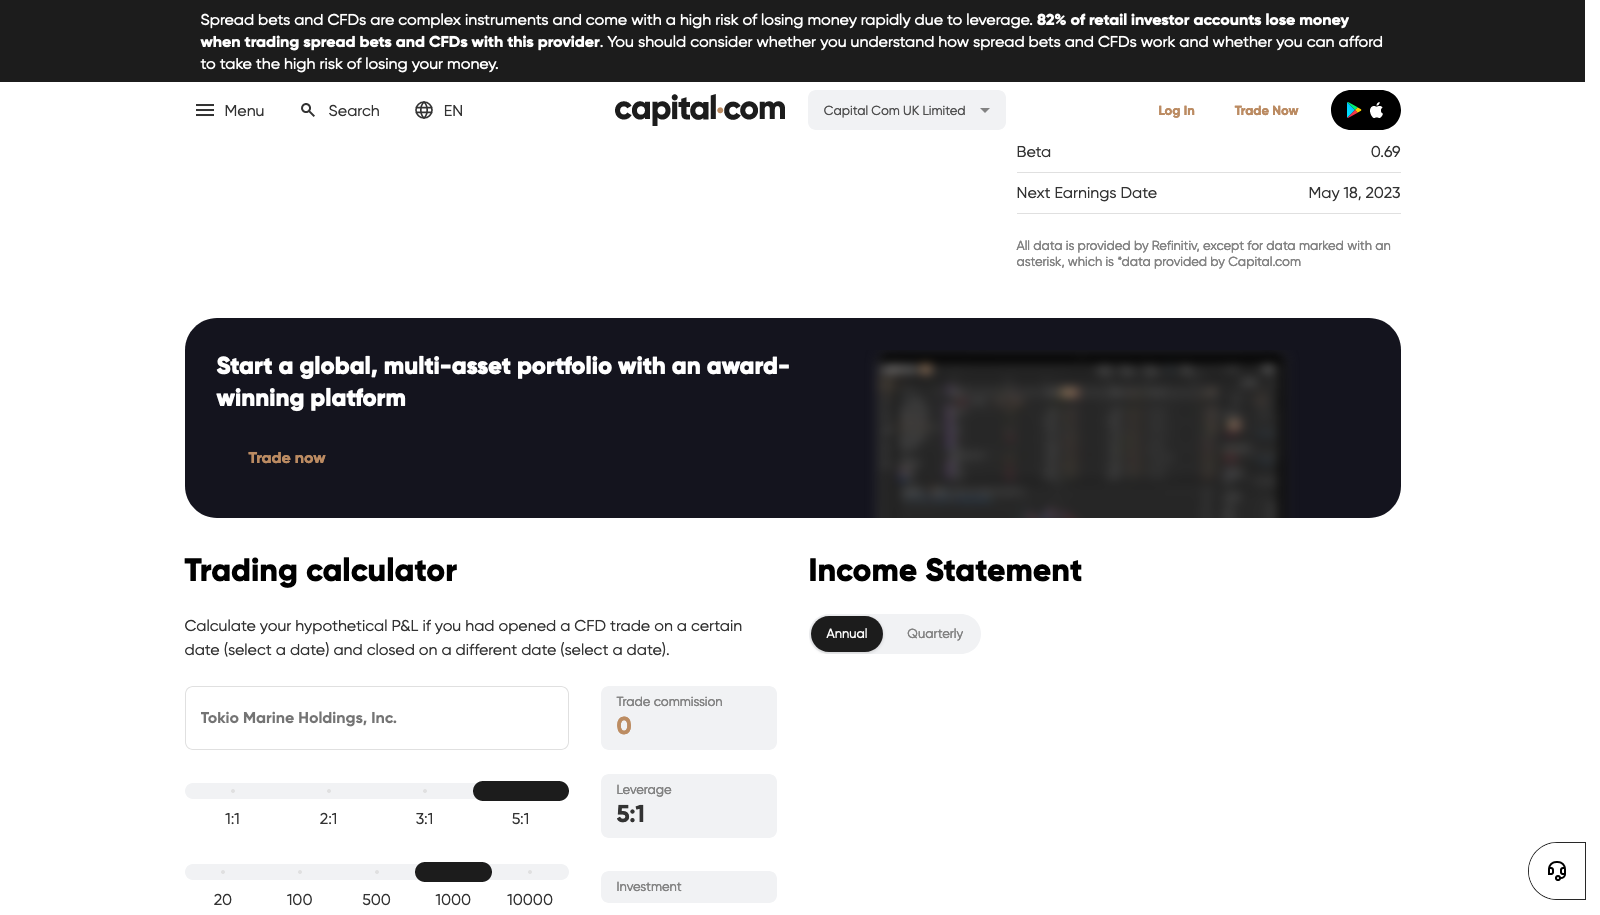 Spread bets and CFDs are complex instruments and come with a high risk of losing money rapidly due to leverage. 82% of retail investor accounts lose money
when trading spread bets and CFDs with this provider. You should consider whether you understand how spread bets and CFDs work and whether you can afford
to take the high risk of losing your money.
Menu Search EN capital.com Capital Com UK Limited Log In Trade Now
Beta 0.69
Next Earnings Date May 18, 2023
All data is provided by Refinitiv, except for data marked with an
asterisk, which is *data provided by Capital.com
Start a global, multi-asset portfolio with an award-
winning platform
Trade now
Trading calculator
Calculate your hypothetical P&L if you had opened a CFD trade on a certain
date (select a date) and closed on a different date (select a date).
Tokio Marine Holdings, Inc.
Trade commission
0
1:1 2:1 3:1 5:1
Leverage
5:1
20 100 500 1000 10000
Investment
Income Statement
Annual Quarterly